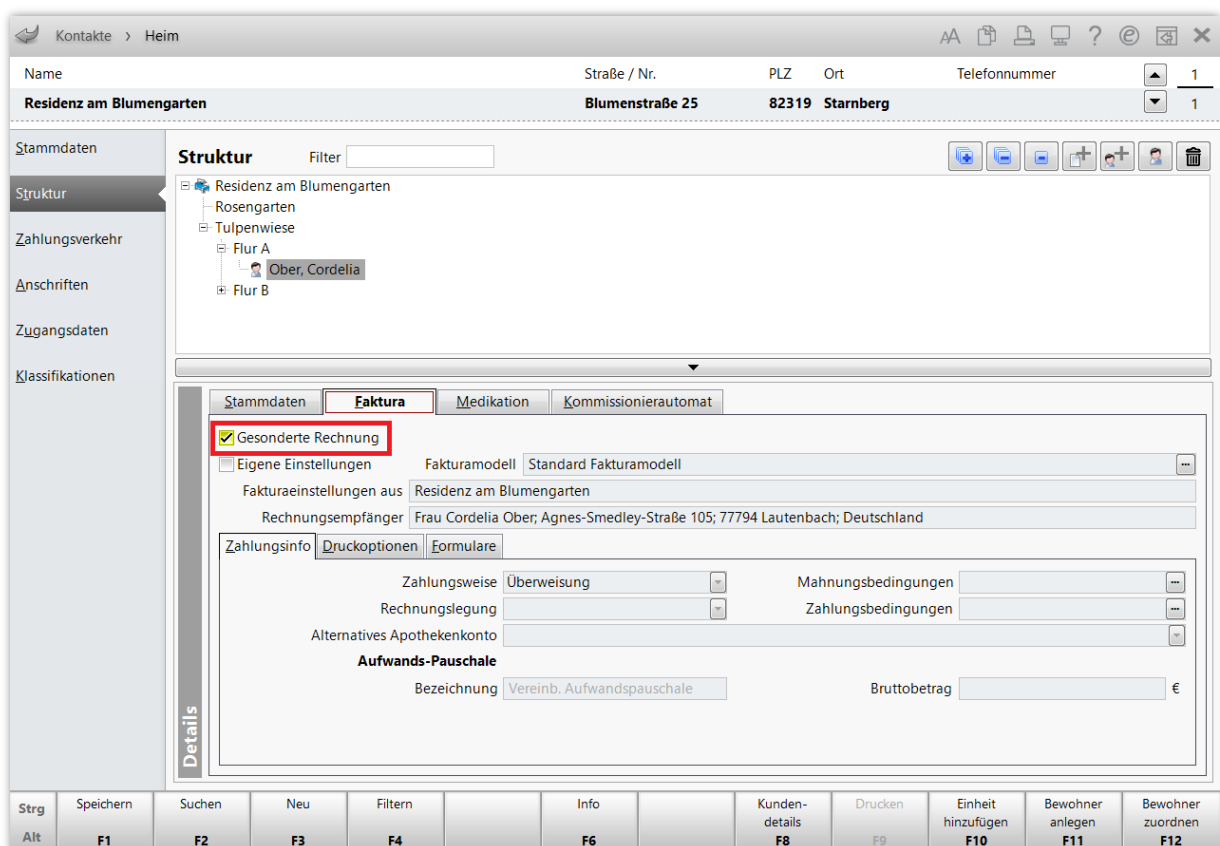 Kontakte > Heim
Name Straße / Nr. PLZ Ort Telefonnummer 1
Residenz am Blumengarten Blumenstraße 25 82319 Starnberg 1
Stammdaten
Struktur
Zahlungsverkehr
Anschriften
Zugangsdaten
Klassifikationen
Struktur Filter
Residenz am Blumengarten
Rosengarten
Tulpenwiese
Flur A
Ober, Cordelia
Flur B
Details
Stammdaten Faktura Medikation Kommissionierautomat
Gesonderte Rechnung
Eigene Einstellungen Fakturamodell Standard Fakturamodell
Fakturaeinstellungen aus Residenz am Blumengarten
Rechnungsempfänger Frau Cordelia Ober; Agnes-Smedley-Straße 105; 77794 Lautenbach; Deutschland
Zahlungsinfo Druckoptionen Formulare
Zahlungsweise Überweisung Mahnungsbedingungen
Rechnungslegung Zahlungsbedingungen
Alternatives Apothekenkonto
Aufwands-Pauschale
Bezeichnung Vereinb. Aufwandspauschale Bruttobetrag €
Strg Speichern Suchen Neu Filtern Info Kunden- Drucken Einheit Bewohner Bewohner
details hinzufügen anlegen zuordnen
Alt F1 F2 F3 F4 F6 F8 F9 F10 F11 F12